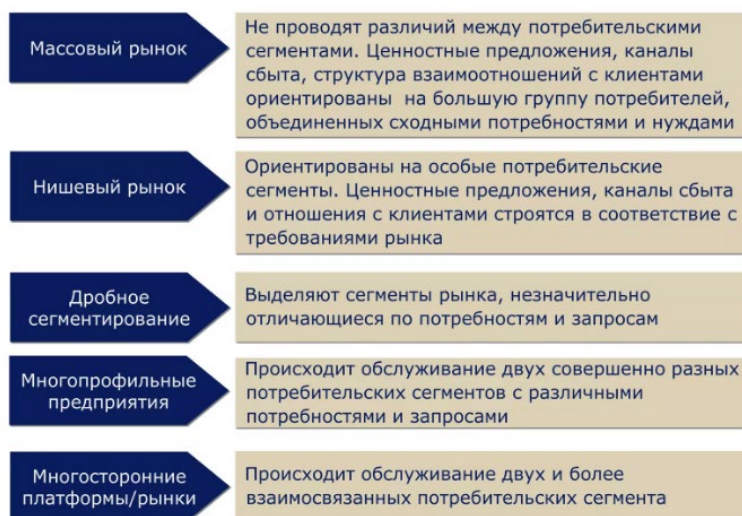 Массовый рынок
Не проводят различий между потребительскими
сегментами. Ценностные предложения, каналы
сбыта, структура взаимоотношений с клиентами
ориентированы на большую группу потребителей,
объединенных сходными потребностями и нуждами
Нишевый рынок
Ориентированы на особые потребительские
сегменты. Ценностные предложения, каналы сбыта
и отношения с клиентами строятся в соответствие с
требованиями рынка
Дробное
сегментирование
Выделяют сегменты рынка, незначительно
отличающиеся по потребностям и запросам
Многопрофильные
предприятия
Происходит обслуживание двух совершенно разных
потребительских сегментов с различными
потребностями и запросами
Многосторонние
платформы/рынки
Происходит обслуживание двух и более
взаимосвязанных потребительских сегмента